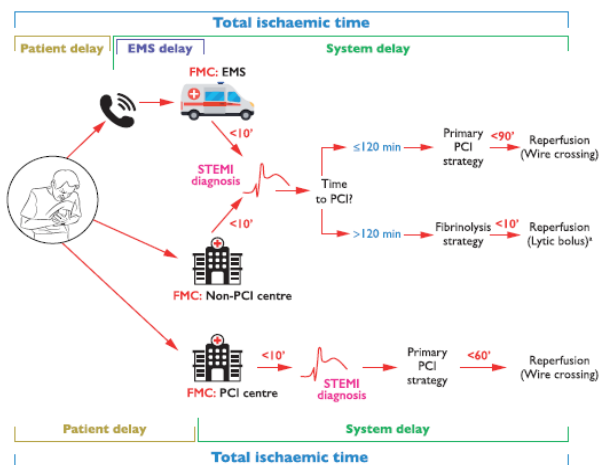 Total ischaemic time
Patient delay
EMS delay
System delay
FMC: EMS
<10'
STEMI
diagnosis
<10'
FMC: Non-PCI centre
Time
to PCI?
≤120 min
Primary
PCI
strategy
<90'
Reperfusion
(Wire crossing)
>120 min
Fibrinolysis
strategy
<10'
Reperfusion
(Lytic bolus)ª
FMC: PCI centre
<10'
STEMI
diagnosis
Primary
PCI
strategy
<60'
Reperfusion
(Wire crossing)
Patient delay
System delay
Total ischaemic time